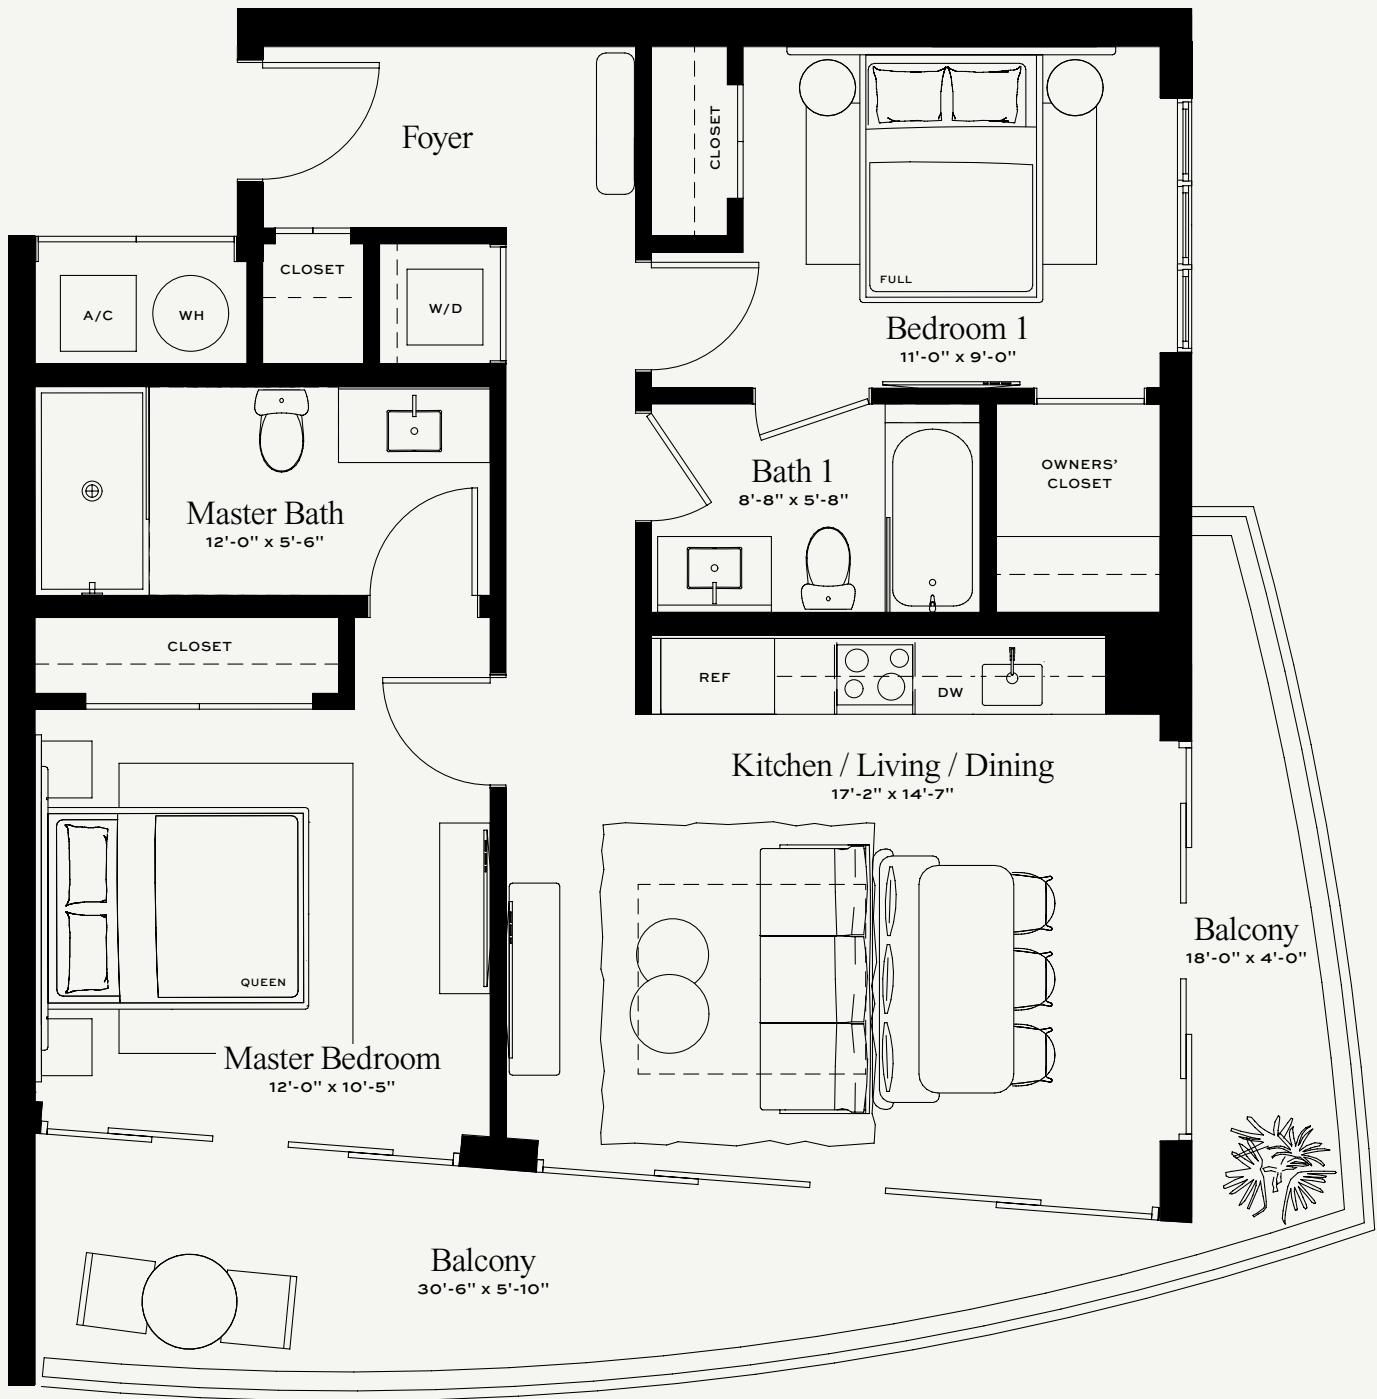 Foyer
CLOSET
FULL
Bedroom 1
11'-0" x 9'-0"
CLOSET
A/C
WH
W/D
Bath 1
8'-8" x 5'-8"
OWNERS'
CLOSET
Master Bath
12'-0" x 5'-6"
CLOSET
REF
DW
Kitchen / Living / Dining
17'-2" x 14'-7"
Balcony
18'-0" x 4'-0"
QUEEN
Master Bedroom
12'-0" x 10'-5"
Balcony
30'-6" x 5'-10"